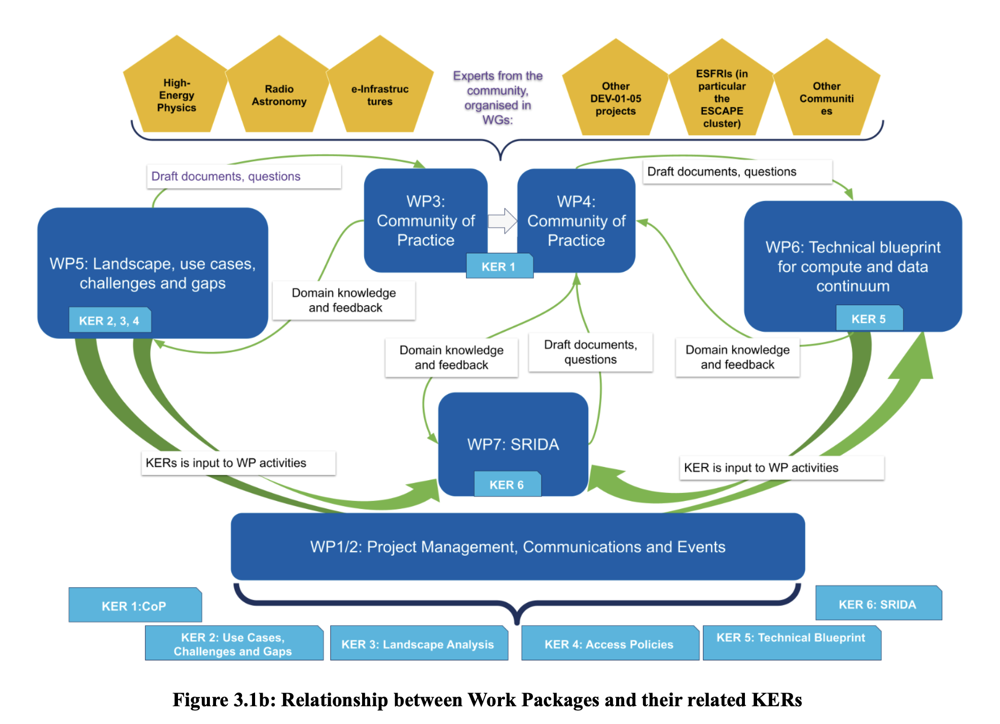 High-
Energy
Physics
Radio
Astronomy
e-Infrastruc
tures
Experts from the
community,
organised in
WGs:
Other
DEV-01-05
projects
ESFRIs (in
particular
the
ESCAPE
cluster)
Other
Communiti
es
Draft documents, questions
WP3:
Community of
Practice
WP4:
Community of
Practice
KER 1
Draft documents, questions
WP5: Landscape, use cases,
challenges and gaps
KER 2, 3, 4
Domain knowledge
and feedback
WP6: Technical blueprint
for compute and data
continuum
KER 5
Domain knowledge
and feedback
Draft documents,
questions
Domain knowledge
and feedback
WP7: SRIDA
KER 6
KERs is input to WP activities
KER is input to WP activities
WP1/2: Project Management, Communications and Events
KER 1:CoP
KER 2: Use Cases,
Challenges and Gaps
KER 3: Landscape Analysis
KER 4: Access Policies
KER 5: Technical Blueprint
KER 6: SRIDA
Figure 3.1b: Relationship between Work Packages and their related KERs